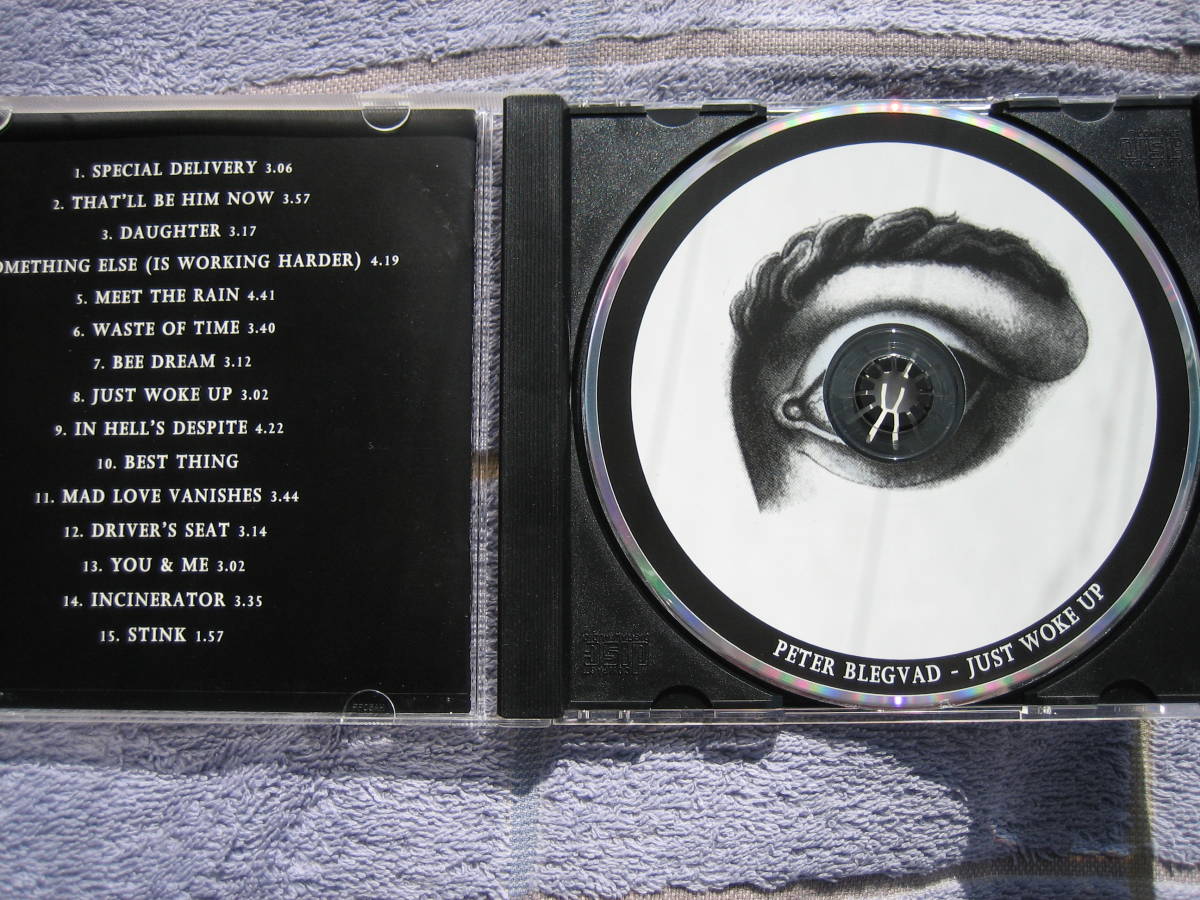 1. SPECIAL DELIVERY 3.06
2. THAT'LL BE HIM NOW 3.57
3. DAUGHTER 3.17
OMETHING ELSE (IS WORKING HARDER) 4.19
5. MEET THE RAIN 4.41
6. WASTE OF TIME 3.40
7. BEE DREAM 3.12
8. JUST WOKE UP 3.02
9. IN HELL'S DESPITE 4.22
10. BEST THING
11. MAD LOVE VANISHES 3.44
12. DRIVER'S SEAT 3.14
13. YOU & ME 3.02
14. INCINERATOR 3.35
15. STINK 1.57
PETER BLEGVAD - JUST WOKE UP